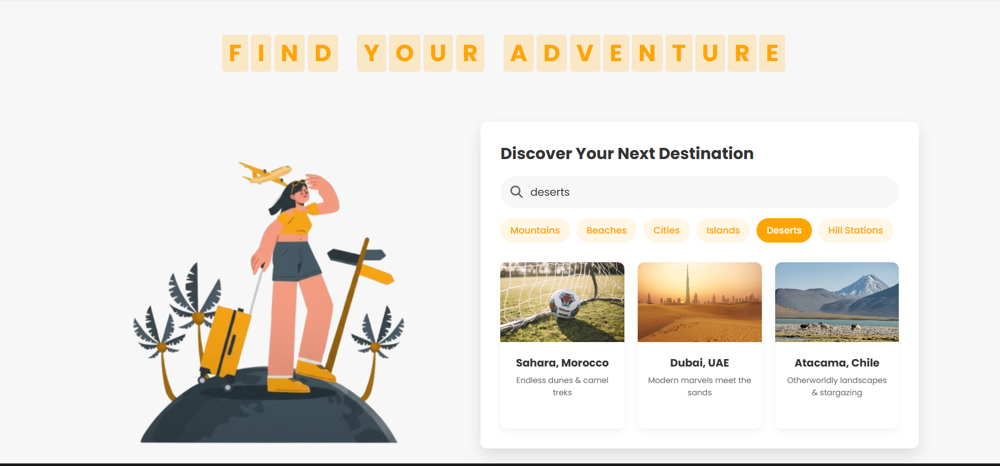 FIND YOUR ADVENTURE
Discover Your Next Destination
deserts
Mountains
Beaches
Cities
Islands
Deserts
Hill Stations
Wilson
NCAA
Sahara, Morocco
Endless dunes & camel
treks
Dubai, UAE
Modern marvels meet the
sands
Atacama, Chile
Otherworldly landscapes
& stargazing